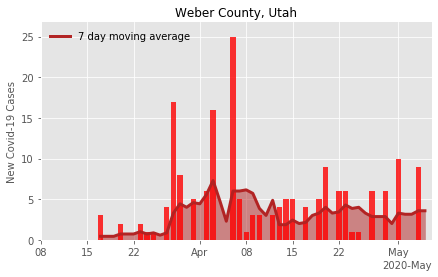 Weber County, Utah
7 day moving average
New Covid-19 Cases
25
20
15
10
5
0
08 15 22 Apr 08 15 22 May
2020-May